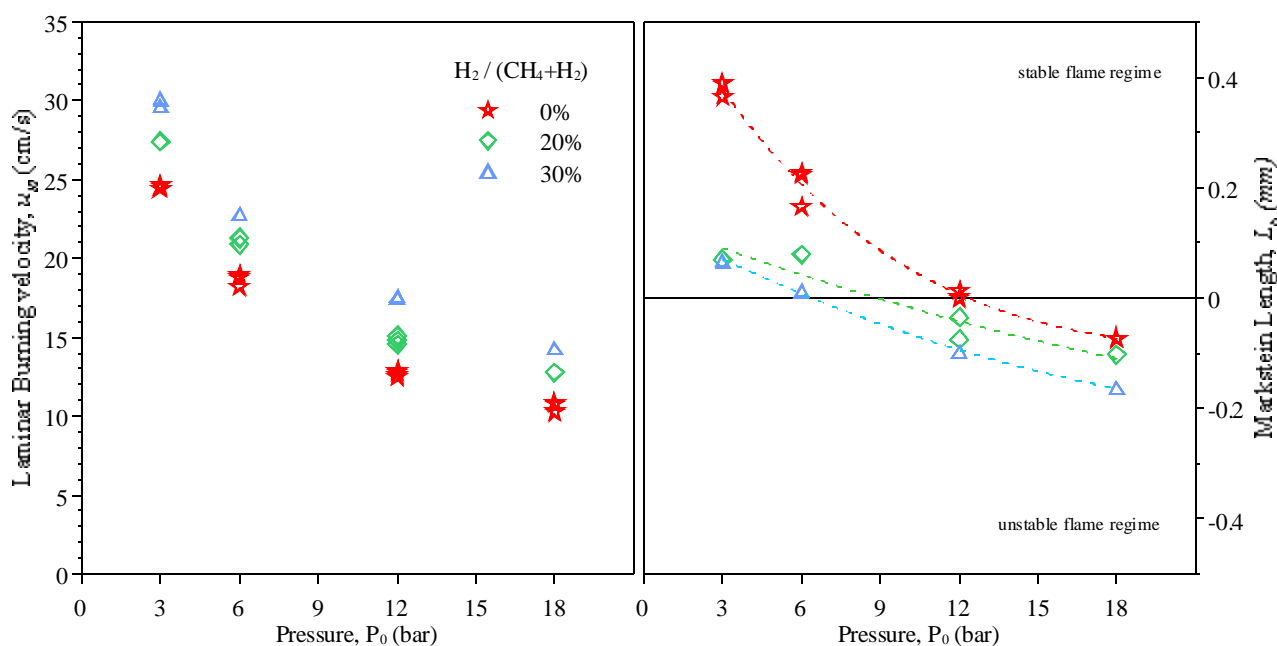 35
30
25
20
15
10
5
0
Laminar Burning velocity, u (cm/s)
H₂ / (CH₄+H₂)
0%
20%
30%
0 3 6 9 12 15 18
Pressure, P₀ (bar)
stable flame regime
unstable flame regime
0 3 6 9 12 15 18
Pressure, P₀ (bar)
0.4
0.2
0
-0.2
-0.4
Markstein Length, L_b (mm)